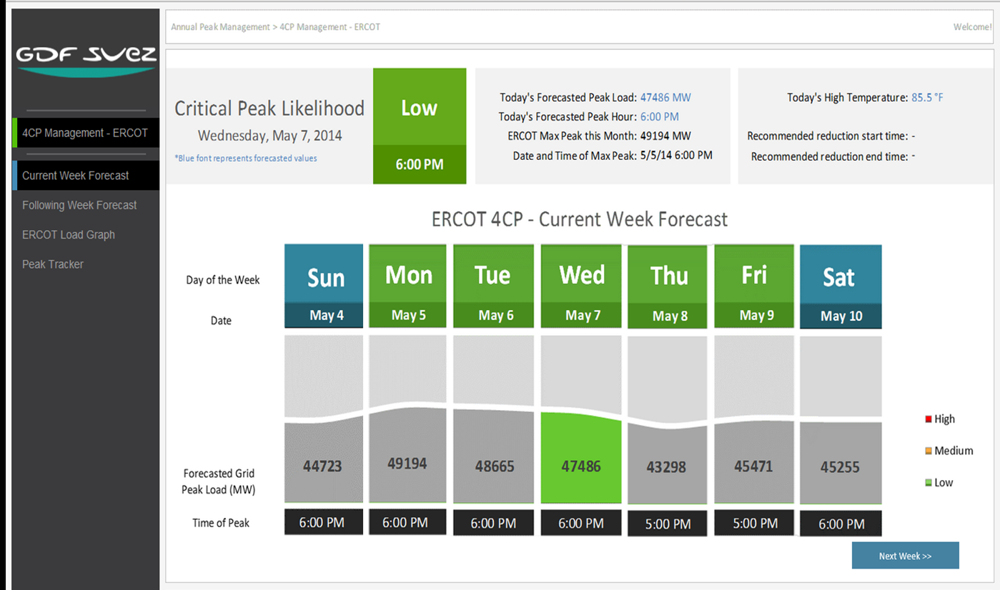 Annual Peak Management > 4CP Management - ERCOT
Welcome!
GDF SUEZ
4CP Management - ERCOT
Current Week Forecast
Following Week Forecast
ERCOT Load Graph
Peak Tracker
Critical Peak Likelihood
Wednesday, May 7, 2014
*Blue font represents forecasted values
Low
6:00 PM
Today's Forecasted Peak Load: 47486 MW
Today's Forecasted Peak Hour: 6:00 PM
ERCOT Max Peak this Month: 49194 MW
Date and Time of Max Peak: 5/5/14 6:00 PM
Today's High Temperature: 85.5 °F
Recommended reduction start time: -
Recommended reduction end time: -
ERCOT 4CP - Current Week Forecast
Day of the Week Sun Mon Tue Wed Thu Fri Sat
Date May 4 May 5 May 6 May 7 May 8 May 9 May 10
Forecasted Grid
Peak Load (MW) 44723 49194 48665 47486 43298 45471 45255
Time of Peak 6:00 PM 6:00 PM 6:00 PM 6:00 PM 5:00 PM 5:00 PM 6:00 PM
High
Medium
Low
Next Week >>